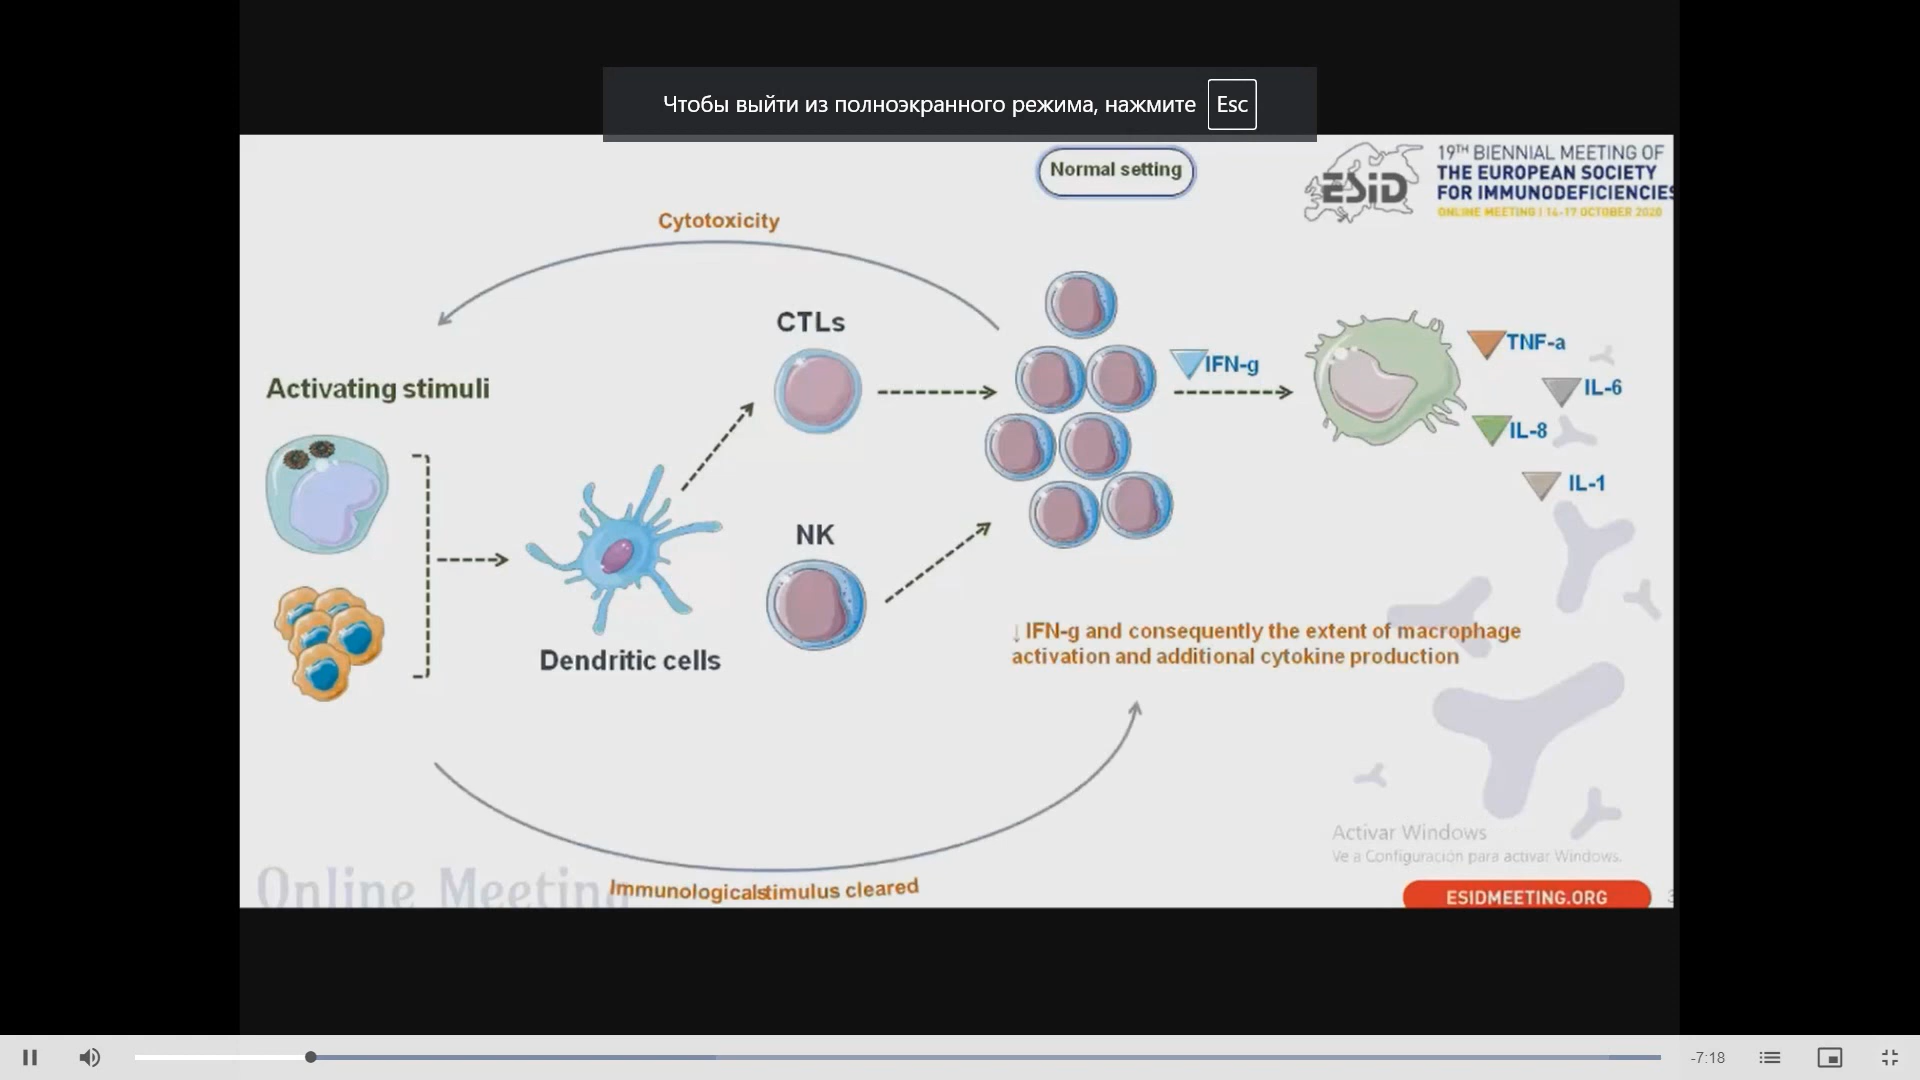 Чтобы выйти из полноэкранного режима, нажмите Esc
Normal setting
ESiD
19TH BIENNIAL MEETING OF
THE EUROPEAN SOCIETY
FOR IMMUNODEFICIENCIES
ONLINE MEETING | 14-17 OCTOBER 2020
Cytotoxicity
CTLs
Activating stimuli
IFN-g
TNF-a
IL-6
IL-8
IL-1
NK
Dendritic cells
↓ IFN-g and consequently the extent of macrophage
activation and additional cytokine production
Activar Windows
Ve a Configuración para activar Windows.
Online Meeting
Immunologicalstimulus cleared
ESIDMEETING.ORG
-7:18